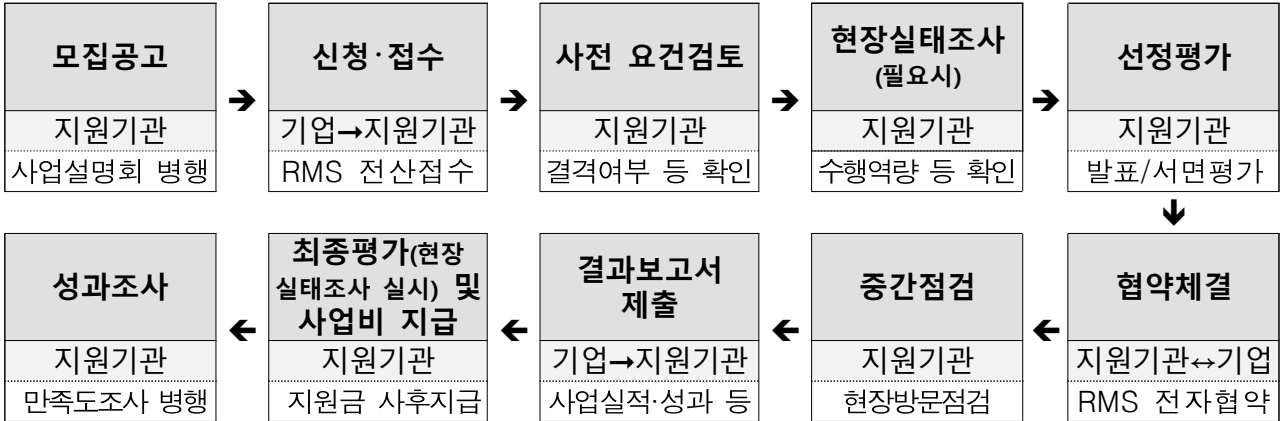 모집공고
지원기관
사업설명회 병행
➔
신청·접수
기업→지원기관
RMS 전산접수
➔
사전 요건검토
지원기관
결격여부 등 확인
➔
현장실태조사
(필요시)
지원기관
수행역량 등 확인
➔
선정평가
지원기관
발표/서면평가
🡻
협약체결
지원기관↔기업
RMS 전자협약
🡸
중간점검
지원기관
현장방문점검
🡸
결과보고서
제출
기업→지원기관
사업실적·성과 등
🡸
최종평가(현장
실태조사 실시) 및
사업비 지급
지원기관
지원금 사후지급
🡸
성과조사
지원기관
만족도조사 병행